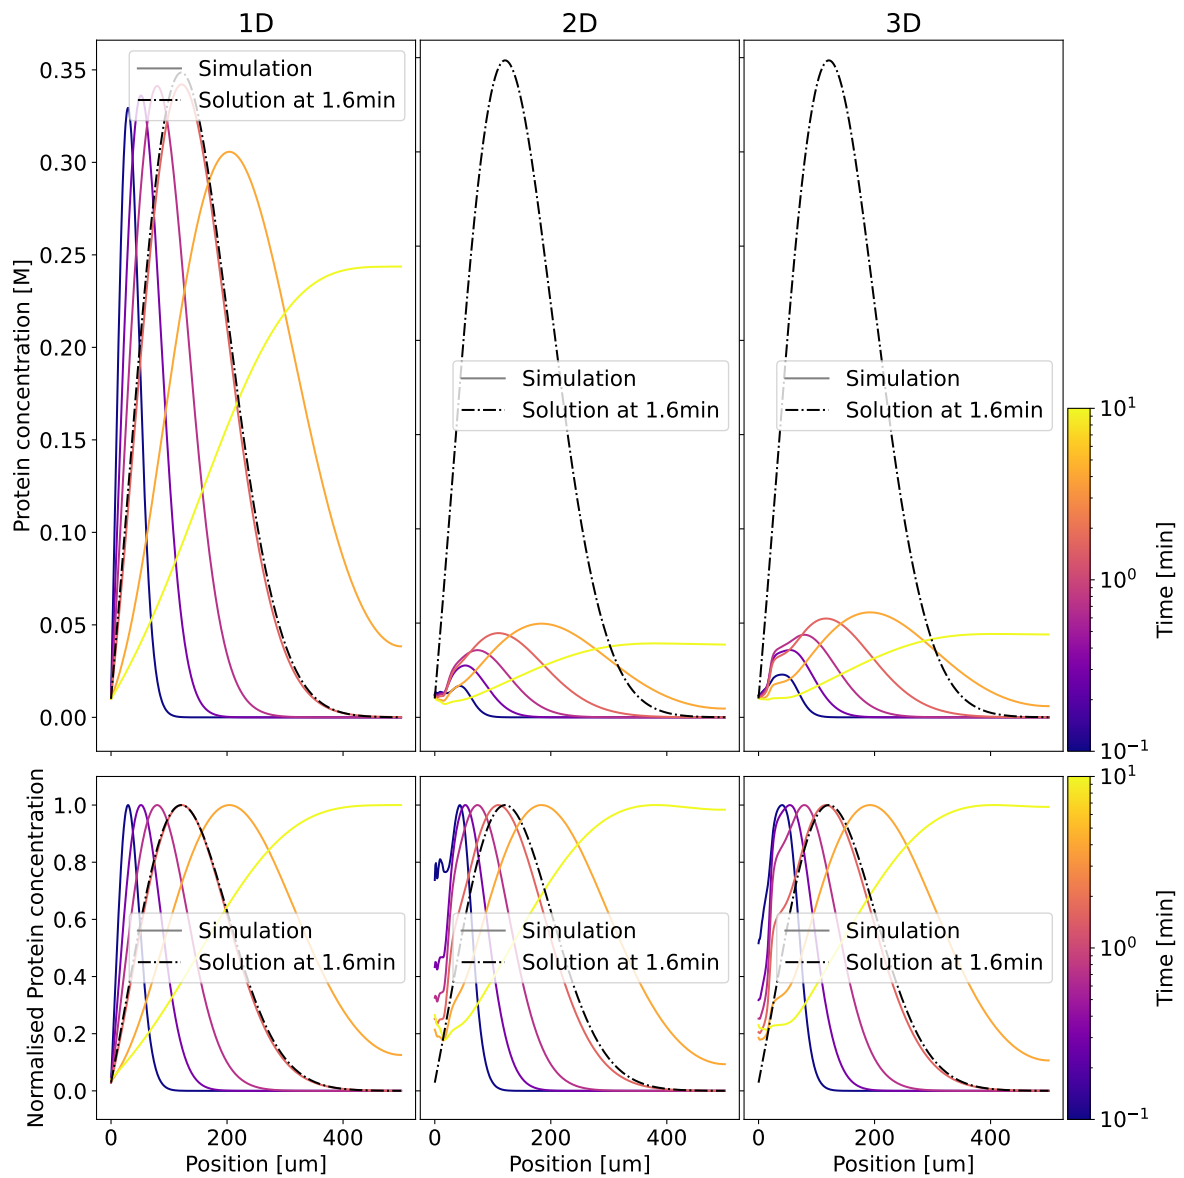 1D
2D
3D
Protein concentration [M]
0.35
0.30
0.25
0.20
0.15
0.10
0.05
0.00
Simulation
Solution at 1.6min
Simulation
Solution at 1.6min
Simulation
Solution at 1.6min
10^1
10^0
10^−1
Time [min]
Normalised Protein concentration
1.0
0.8
0.6
0.4
0.2
0.0
Simulation
Solution at 1.6min
Simulation
Solution at 1.6min
Simulation
Solution at 1.6min
10^1
10^0
10^−1
Time [min]
0 200 400
0 200 400
0 200 400
Position [um]
Position [um]
Position [um]